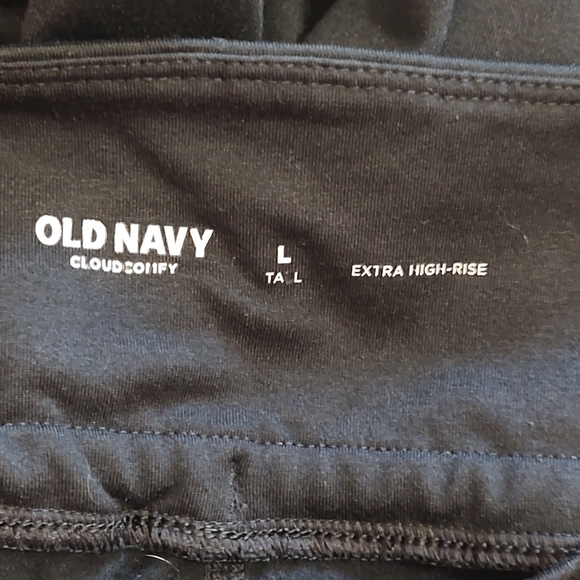 OLD NAVY
CLOUDCOMFY
L
TALL
EXTRA HIGH-RISE